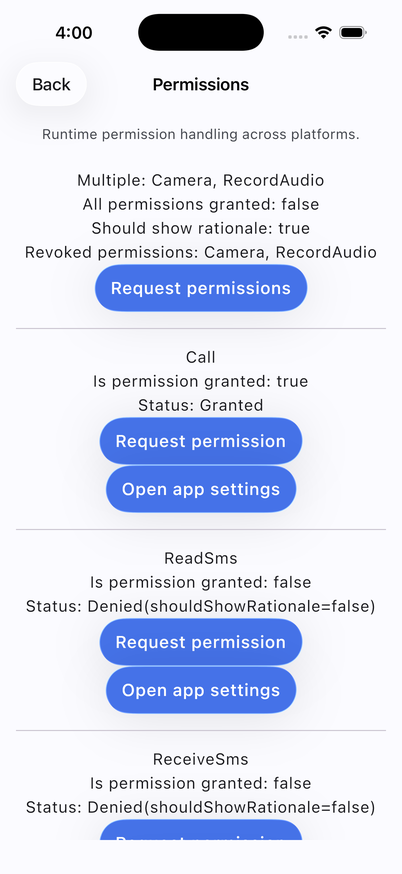 4:00
Back
Permissions
Runtime permission handling across platforms.
Multiple: Camera, RecordAudio
All permissions granted: false
Should show rationale: true
Revoked permissions: Camera, RecordAudio
Request permissions
Call
Is permission granted: true
Status: Granted
Request permission
Open app settings
ReadSms
Is permission granted: false
Status: Denied(shouldShowRationale=false)
Request permission
Open app settings
ReceiveSms
Is permission granted: false
Status: Denied(shouldShowRationale=false)
Request permission